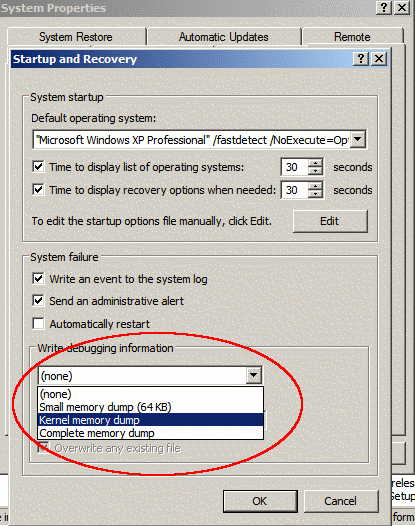 System Properties
System Restore
Automatic Updates
Remote
Startup and Recovery
System startup
Default operating system:
"Microsoft Windows XP Professional" /fastdetect /NoExecute=Op
Time to display list of operating systems:
30
seconds
Time to display recovery options when needed:
30
seconds
To edit the startup options file manually, click Edit.
Edit
System failure
Write an event to the system log
Send an administrative alert
Automatically restart
Write debugging information
(none)
(none)
Small memory dump (64 KB)
Kernel memory dump
Complete memory dump
Overwrite any existing file
OK
Cancel
reles
Setup
form